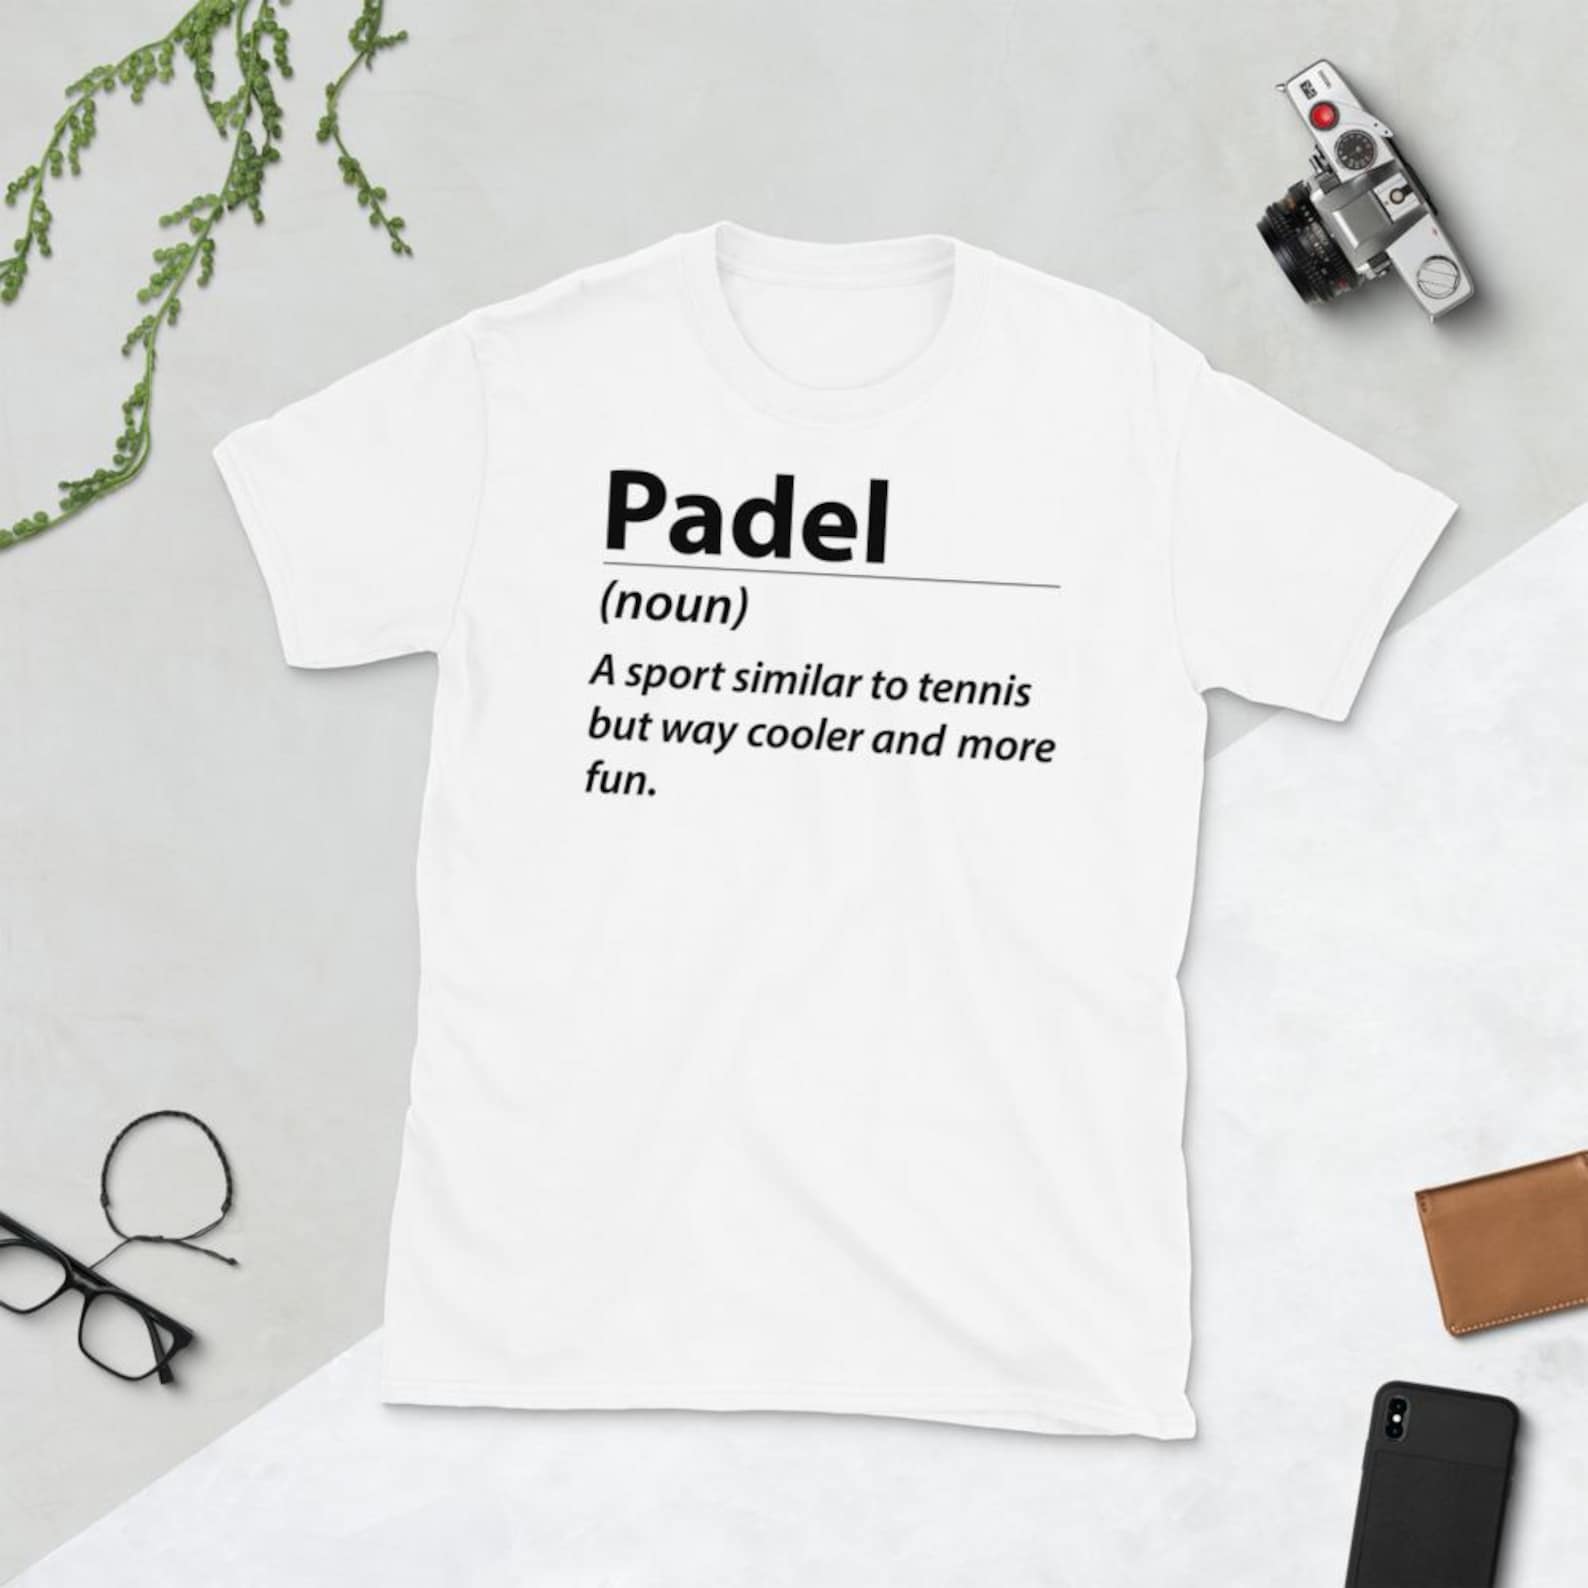 Padel
(noun)
A sport similar to tennis
but way cooler and more
fun.